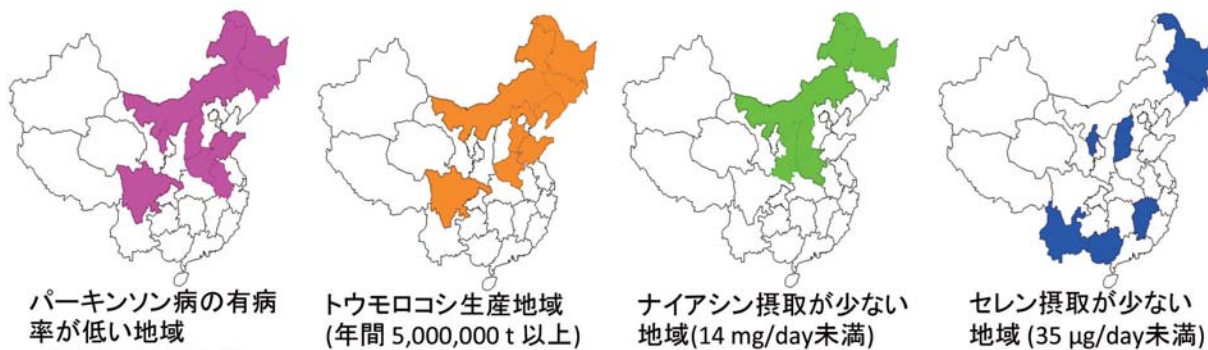 パーキンソン病の有病
率が低い地域
トウモロコシ生産地域
(年間 5,000,000 t 以上)
ナイアシン摂取が少ない
地域(14 mg/day未満)
セレン摂取が少ない
地域 (35 μg/day未満)